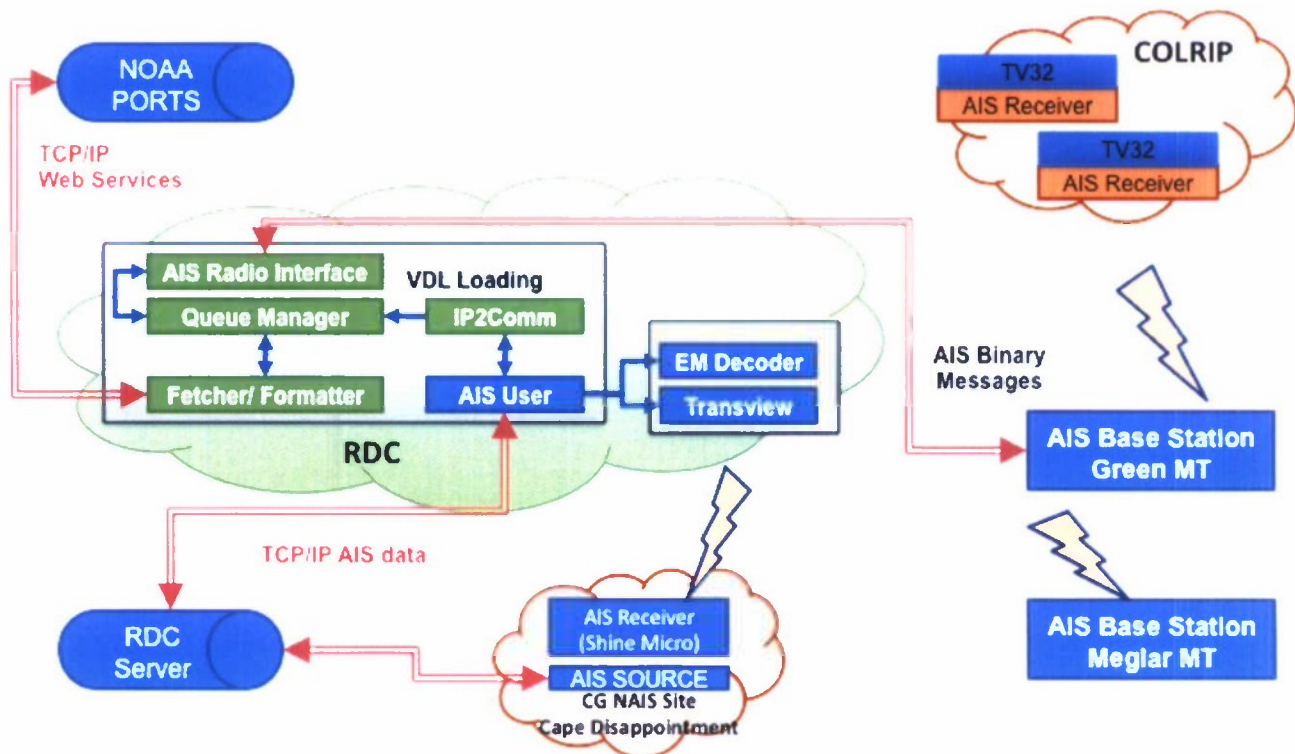 NOAA
PORTS
COLRIP
TV32
AIS Receiver
TV32
AIS Receiver
TCP/IP
Web Services
AIS Radio Interface
VDL Loading
Queue Manager
IP2Comm
Fetcher/ Formatter
AIS User
EM Decoder
Transview
RDC
AIS Binary
Messages
AIS Base Station
Green MT
TCP/IP AIS data
RDC
Server
AIS Receiver
(Shine Micro)
AIS SOURCE
CG NAIS Site
Cape Disappointment
AIS Base Station
Meglar MT